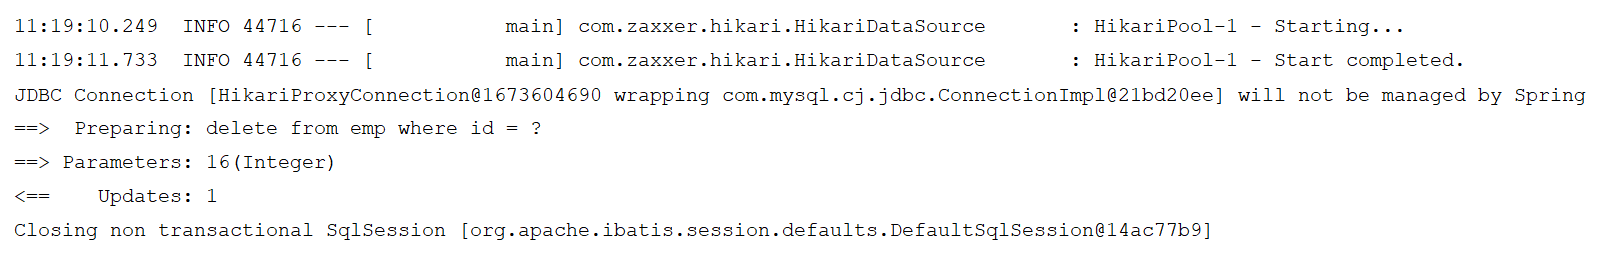 11:19:10.249  INFO 44716 --- [           main] com.zaxxer.hikari.HikariDataSource       : HikariPool-1 - Starting...
11:19:11.733  INFO 44716 --- [           main] com.zaxxer.hikari.HikariDataSource       : HikariPool-1 - Start completed.
JDBC Connection [HikariProxyConnection@1673604690 wrapping com.mysql.cj.jdbc.ConnectionImpl@21bd20ee] will not be managed by Spring
==>  Preparing: delete from emp where id = ?
==> Parameters: 16(Integer)
<==    Updates: 1
Closing non transactional SqlSession [org.apache.ibatis.session.defaults.DefaultSqlSession@14ac77b9]